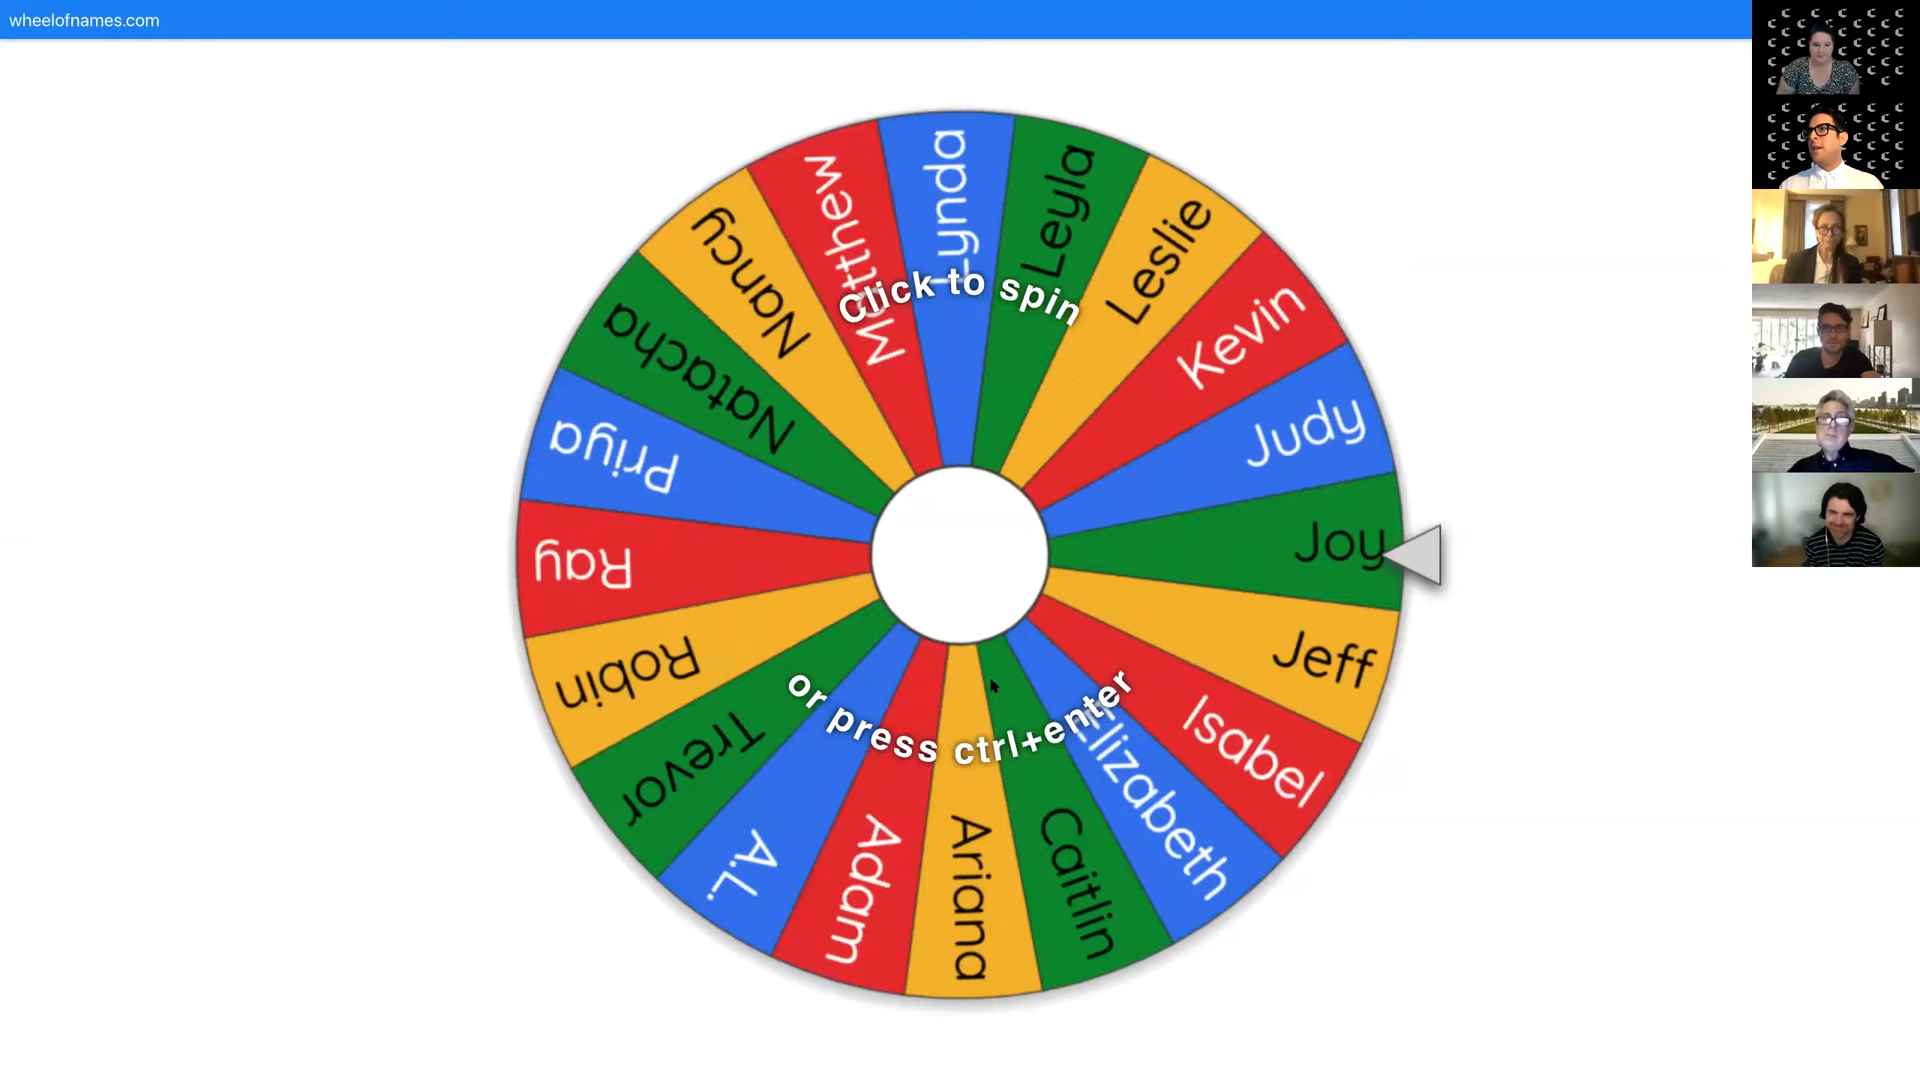 wheelofnames.com
Lynda
Leyla
Leslie
Kevin
Judy
Joy
Jeff
Isabel
Elizabeth
Caitlin
Ariana
Adam
A.L.
Trevor
Robin
Ray
Priya
Natacha
Nancy
Matthew
Click to spin
or press ctrl+enter